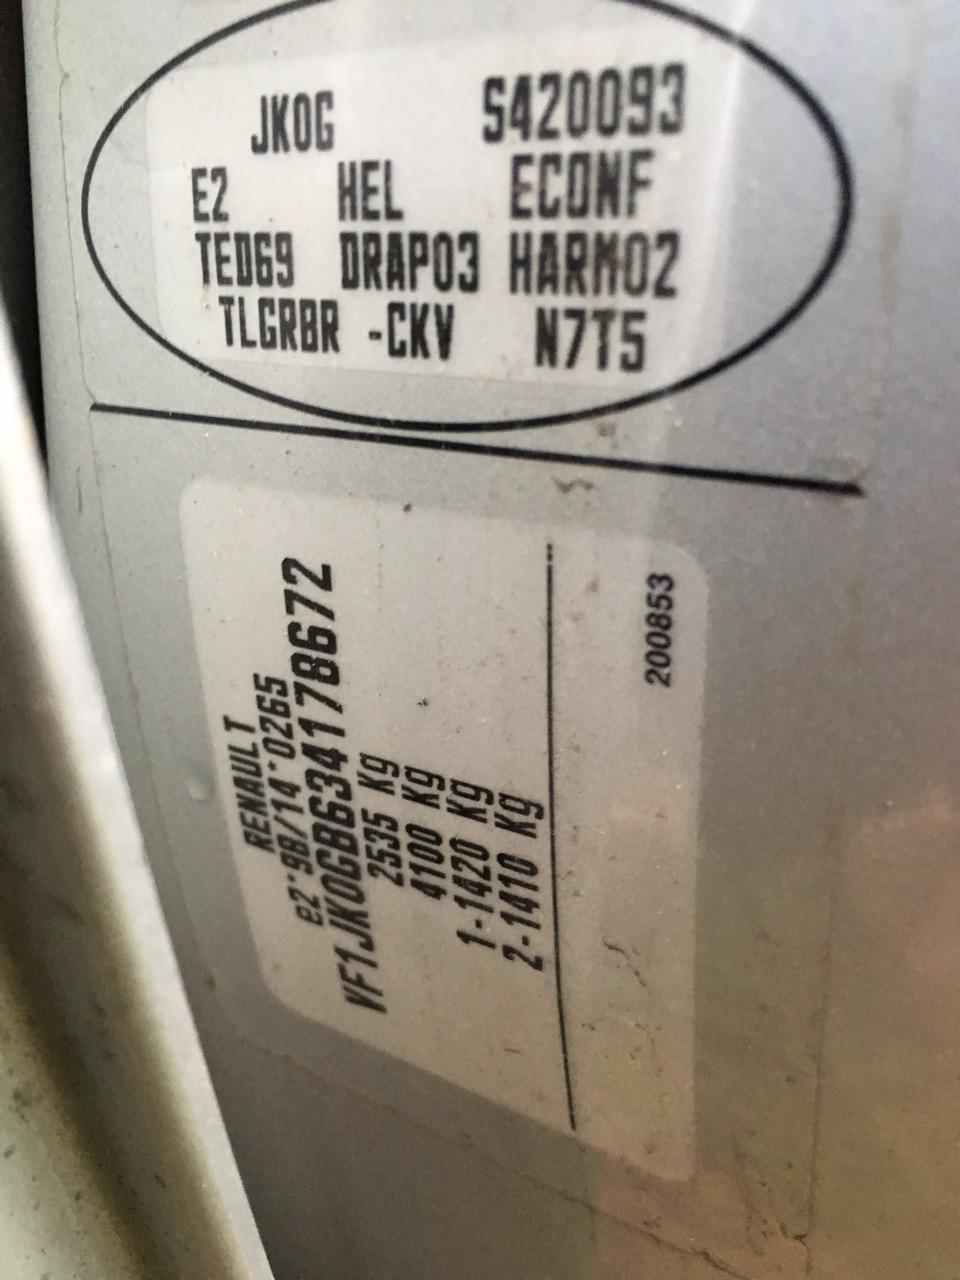 JK0G S420093
E2 HEL ECONF
TED69 DRAP03 HARM02
TLGRBR -CKV N7T5
RENAULT
e2*98/14*0265
VF1JK0GB634178672
2535 Kg
4100 Kg
1-1420 Kg
2-1410 Kg
200853